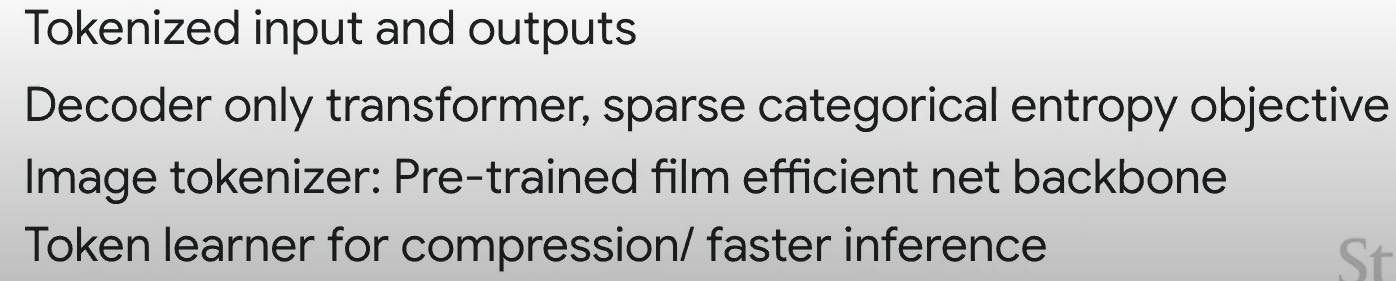 Tokenized input and outputs
Decoder only transformer, sparse categorical entropy objective
Image tokenizer: Pre-trained film efficient net backbone
Token learner for compression/ faster inference
St